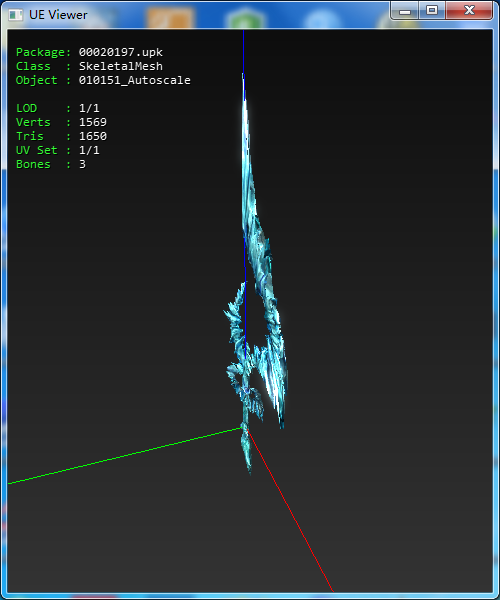 UE Viewer
Package: 00020197.upk
Class : SkeletalMesh
Object : 010151_Autoscale
LOD : 1/1
Verts : 1569
Tris : 1650
UV Set : 1/1
Bones : 3